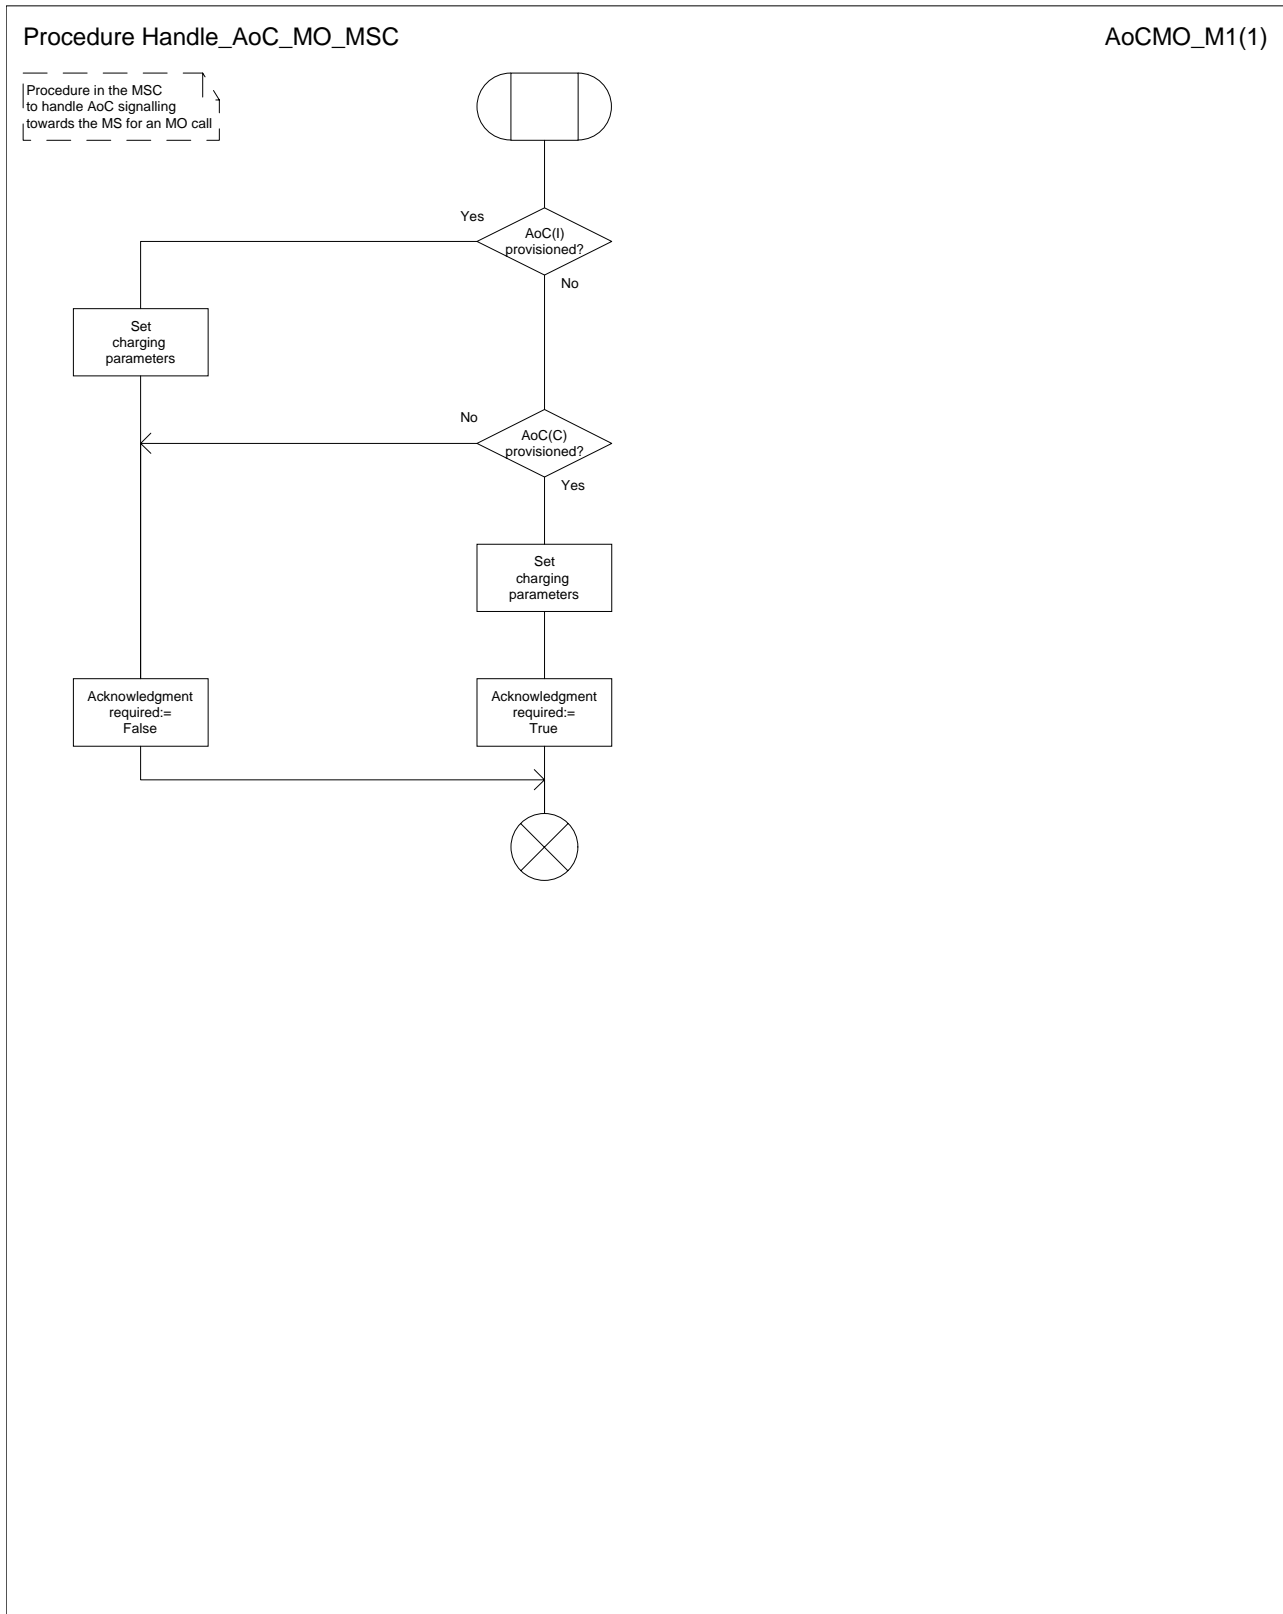 Procedure Handle_AoC_MO_MSC
AoCMO_M1(1)
Procedure in the MSC
to handle AoC signalling
towards the MS for an MO call
Yes
AoC(I)
provisioned?
No
Set
charging
parameters
No
AoC(C)
provisioned?
Yes
Set
charging
parameters
Acknowledgment
required:=
False
Acknowledgment
required:=
True